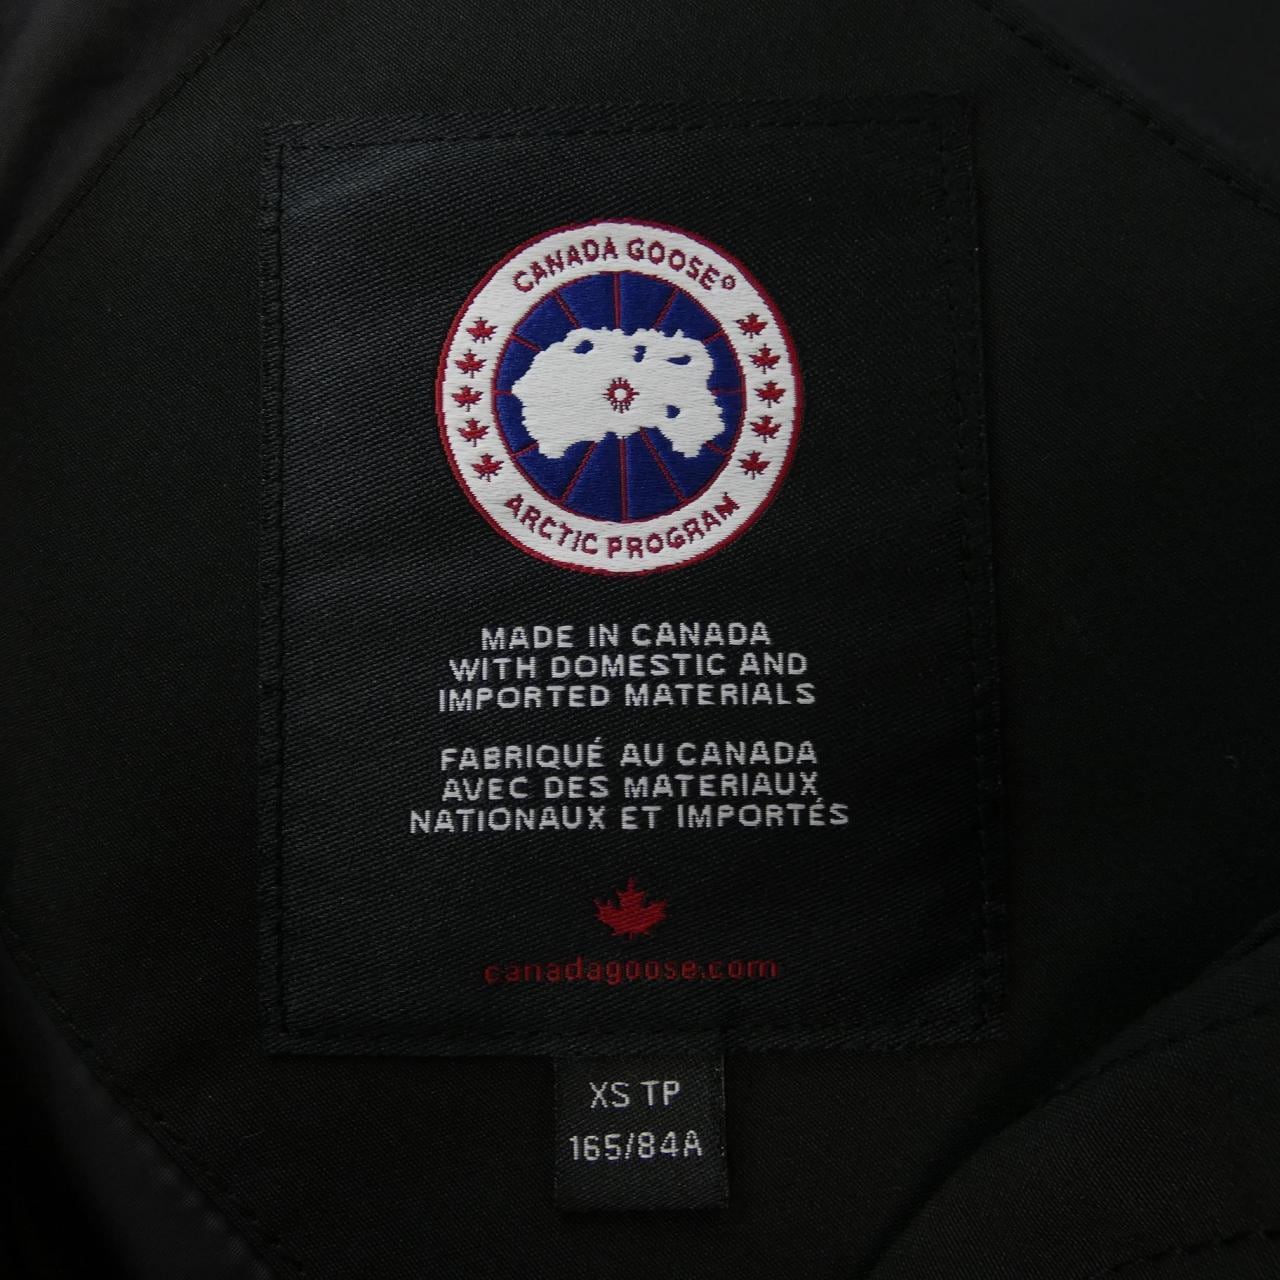 CANADA GOOSE
ARCTIC PROGRAM
MADE IN CANADA
WITH DOMESTIC AND
IMPORTED MATERIALS
FABRIQUÉ AU CANADA
AVEC DES MATERIAUX
NATIONAUX ET IMPORTÉS
canadagoose.com
XS TP
165/84A